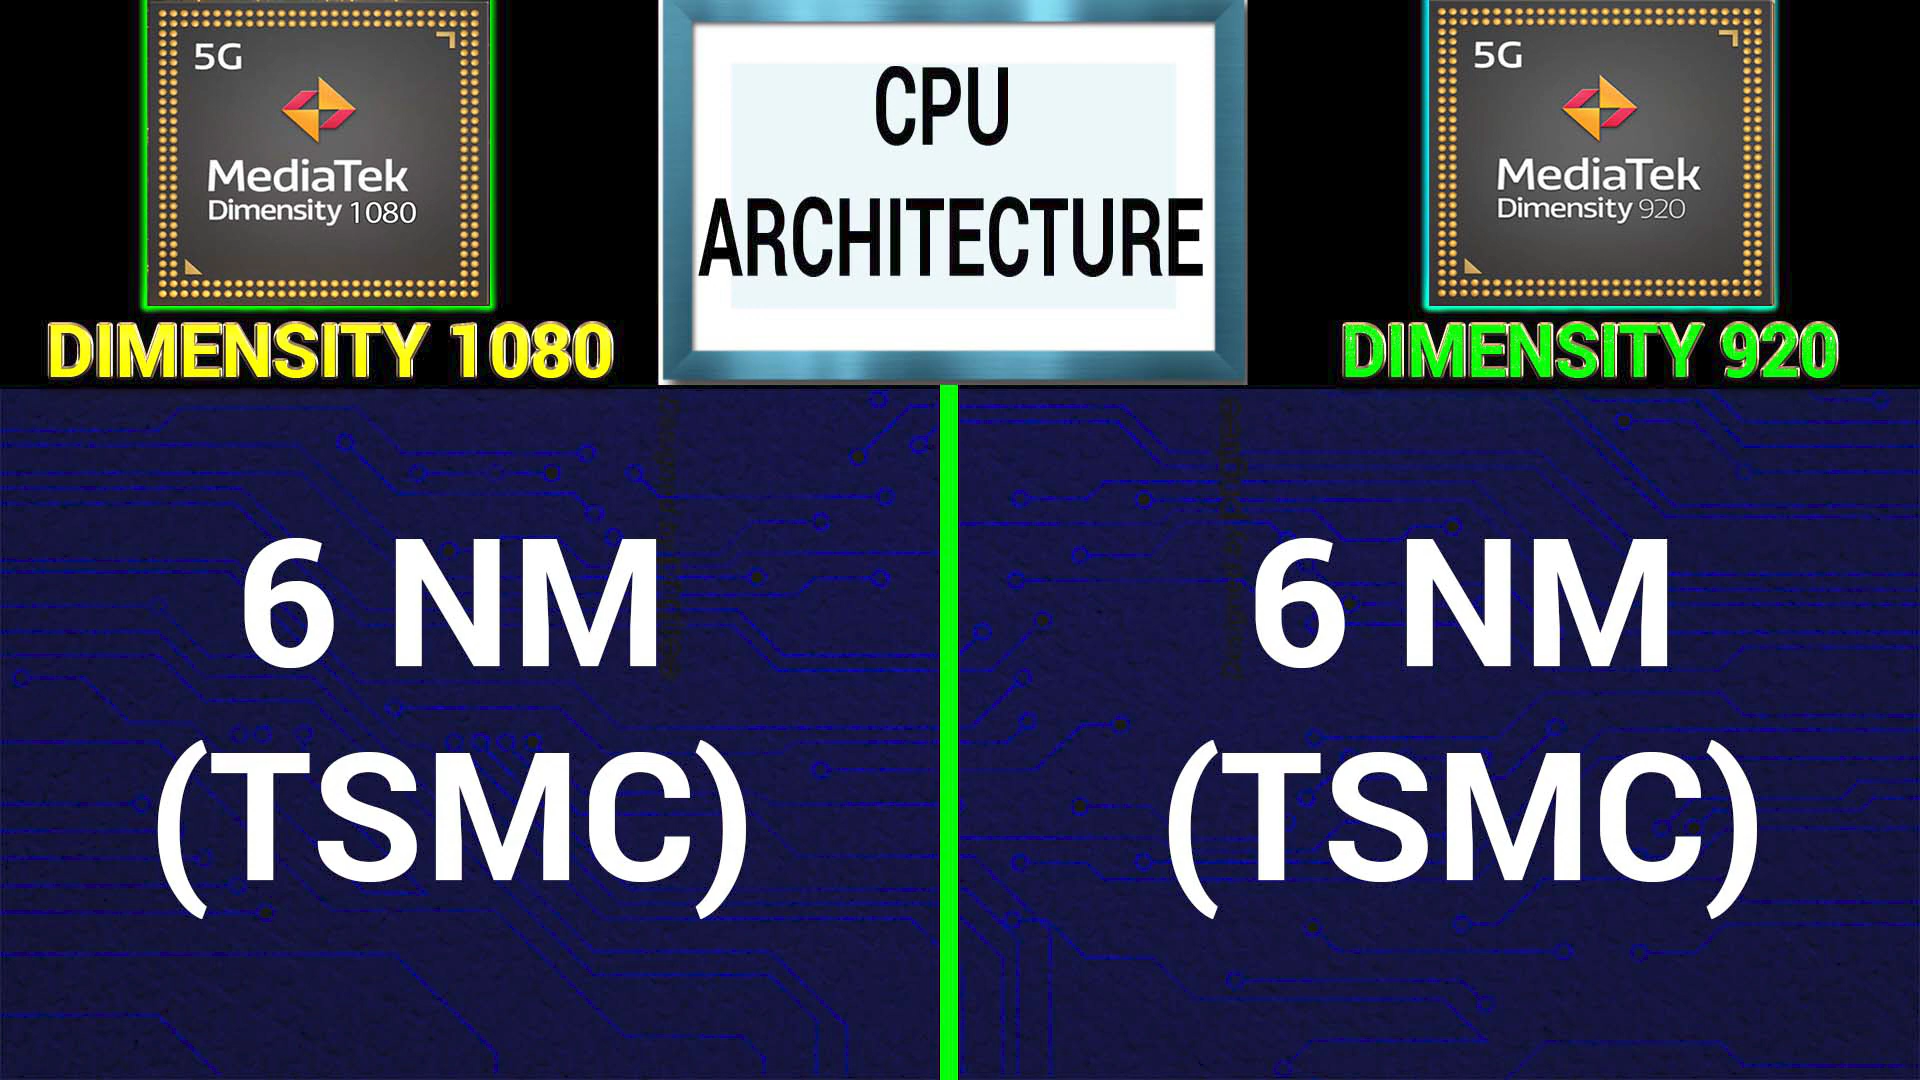 5G
MediaTek
Dimensity 1080
DIMENSITY 1080
CPU
ARCHITECTURE
5G
MediaTek
Dimensity 920
DIMENSITY 920
6 NM
(TSMC)
6 NM
(TSMC)